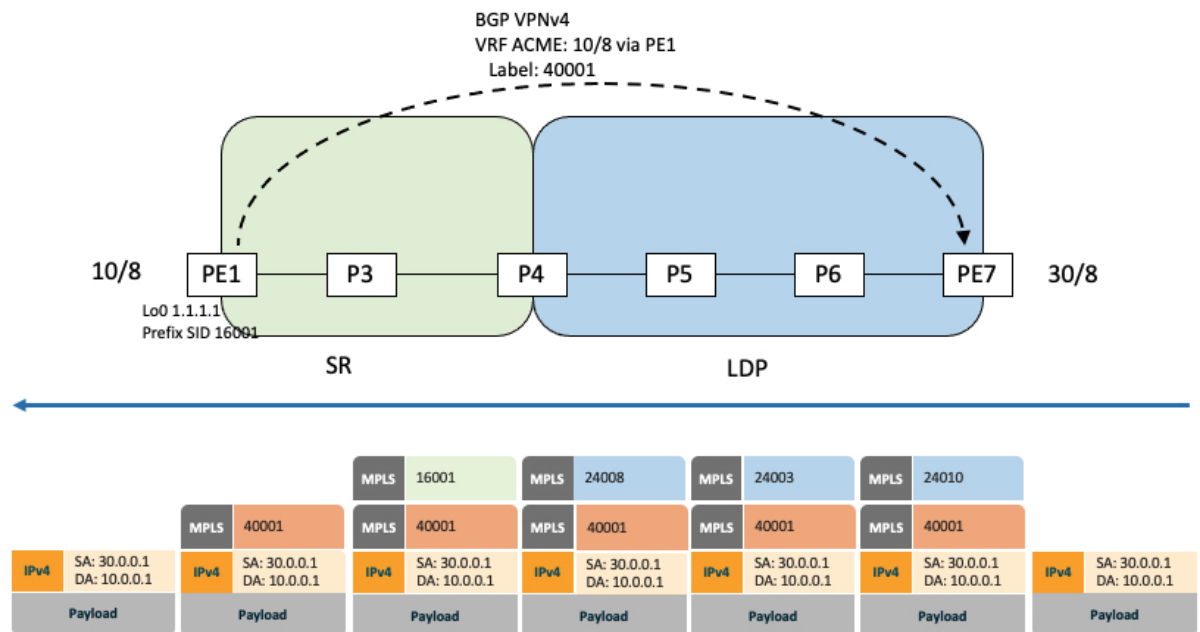 BGP VPNv4
VRF ACME: 10/8 via PE1
Label: 40001
10/8
PE1
P3
P4
P5
P6
PE7
30/8
Lo0 1.1.1.1
Prefix SID 16001
SR
LDP
MPLS 16001
MPLS 24008
MPLS 24003
MPLS 24010
MPLS 40001
MPLS 40001
MPLS 40001
MPLS 40001
MPLS 40001
IPv4
SA: 30.0.0.1
DA: 10.0.0.1
IPv4
SA: 30.0.0.1
DA: 10.0.0.1
IPv4
SA: 30.0.0.1
DA: 10.0.0.1
IPv4
SA: 30.0.0.1
DA: 10.0.0.1
IPv4
SA: 30.0.0.1
DA: 10.0.0.1
IPv4
SA: 30.0.0.1
DA: 10.0.0.1
IPv4
SA: 30.0.0.1
DA: 10.0.0.1
Payload
Payload
Payload
Payload
Payload
Payload
Payload